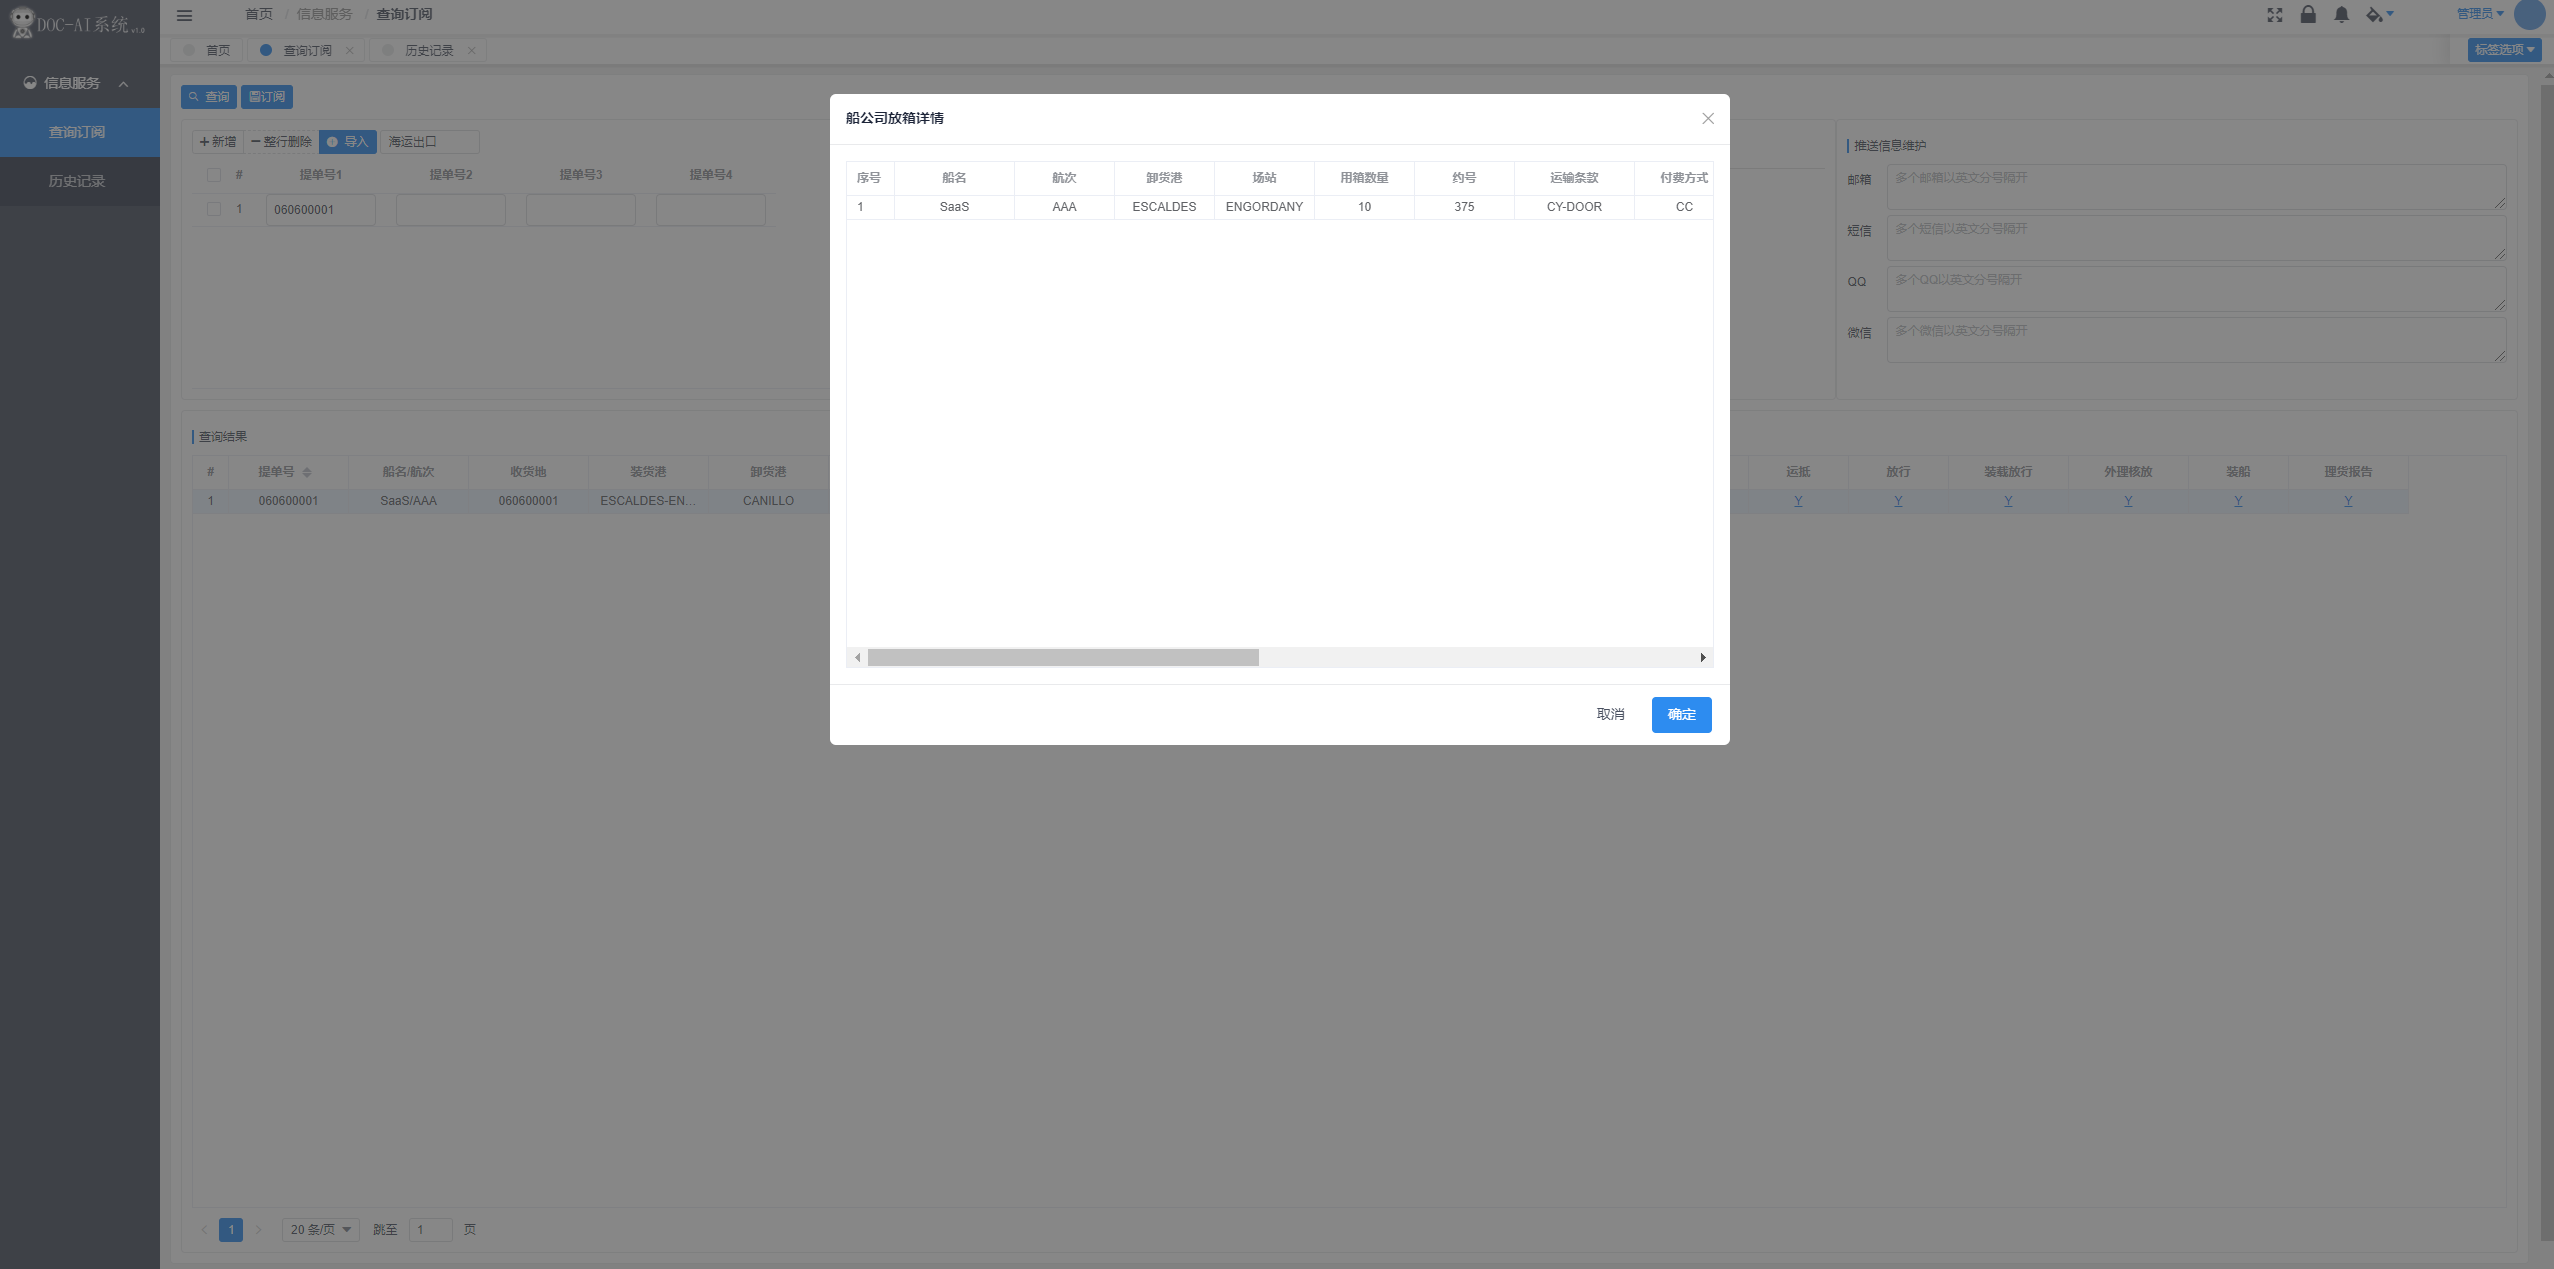 DOC-AI系统v1.0
首页 / 信息服务 / 查询订阅
管理员
首页 查询订阅 历史记录
标签选项
信息服务
查询订阅
历史记录
查询 订阅
新增 整行删除 导入 海运出口
# 提单号1 提单号2 提单号3 提单号4
1 060600001
推送信息维护
邮箱 多个邮箱以英文分号隔开
短信 多个短信以英文分号隔开
QQ 多个QQ以英文分号隔开
微信 多个微信以英文分号隔开
船公司放箱详情
序号 船名 航次 卸货港 场站 用箱数量 约号 运输条款 付费方式
1 SaaS AAA ESCALDES ENGORDANY 10 375 CY-DOOR CC
取消 确定
查询结果
# 提单号 船名/航次 收货地 装货港 卸货港 运抵 放行 装载放行 外理核放 装船 理货报告
1 060600001 SaaS/AAA 060600001 ESCALDES-EN... CANILLO Y Y Y Y Y Y
1 20 条/页 跳至 1 页